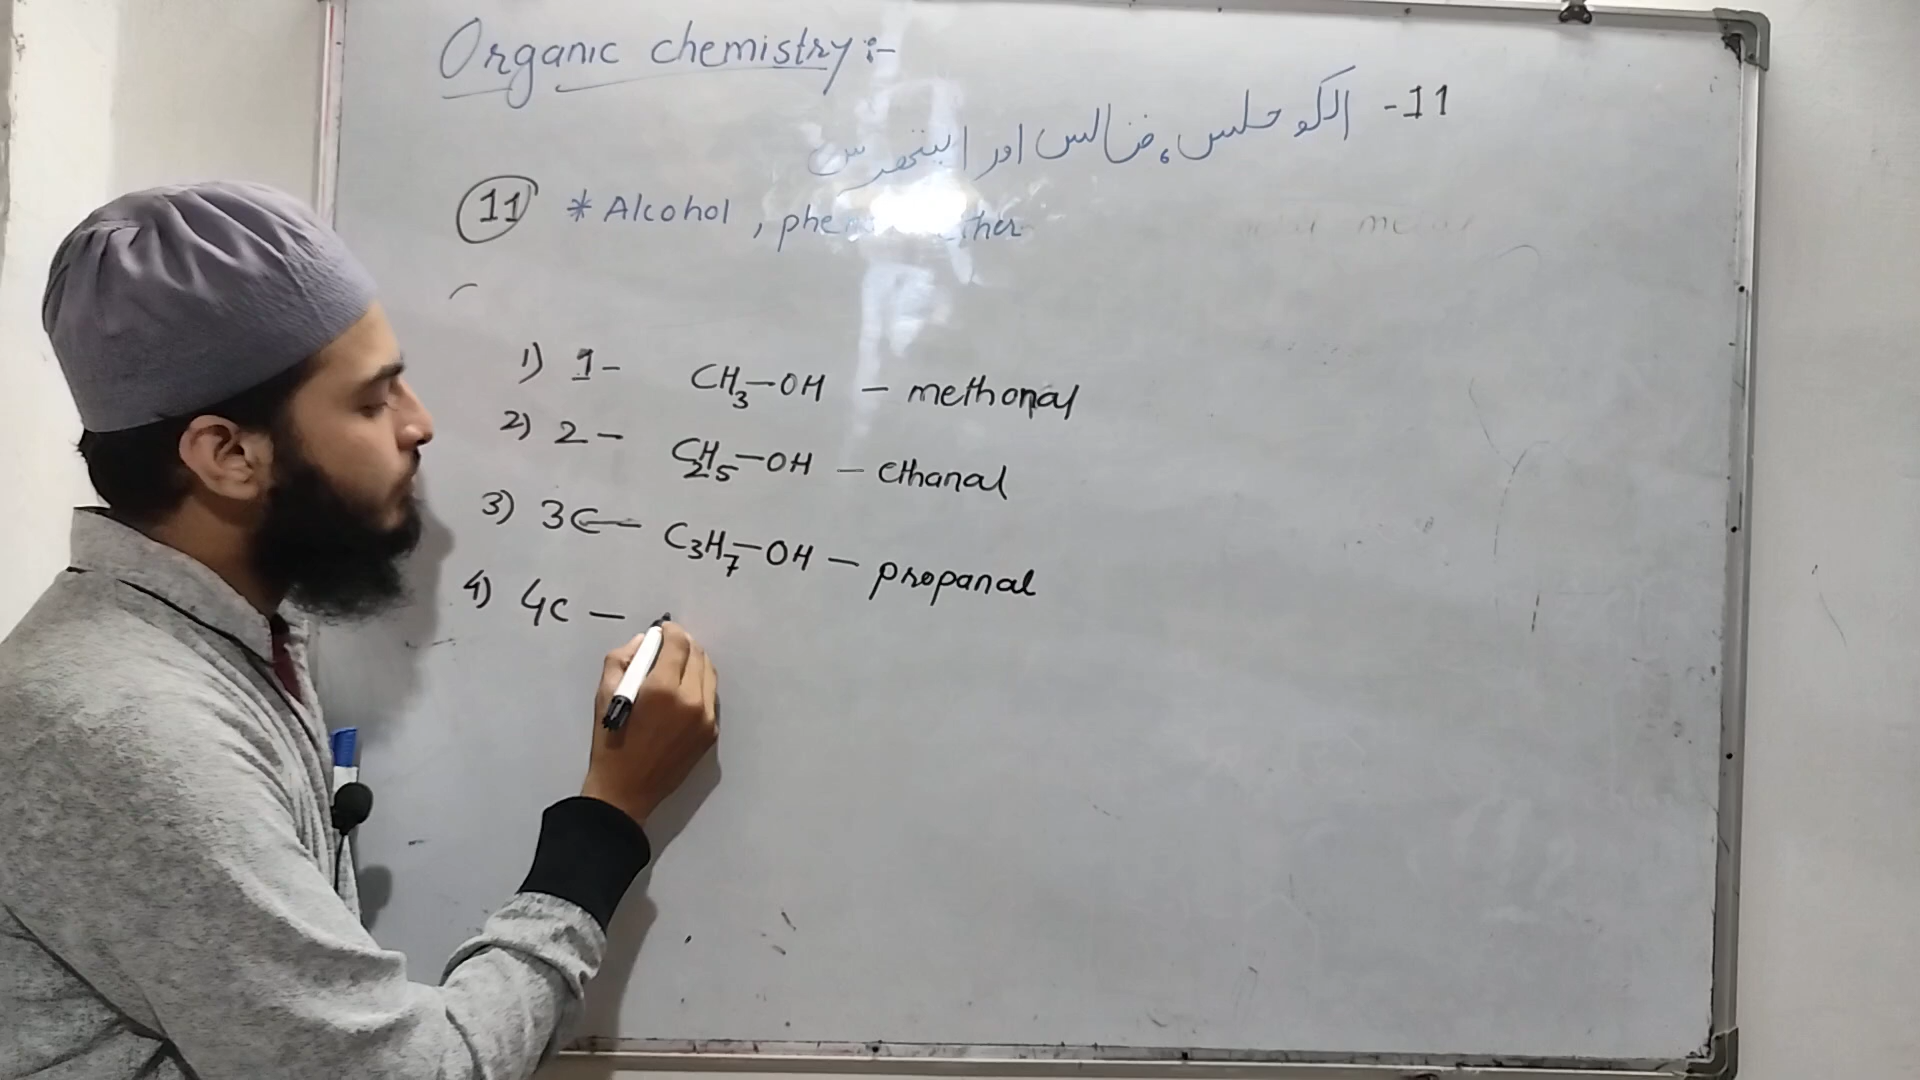 Organic chemistry :-
11- الکوحلس، فنالس اور ایتھرس
11 * Alcohol, phe ther
1) 1- CH3-OH - methonal
2) 2- C2H5-OH - Ethanal
3) 3C- C3H7-OH - propanal
4) 4C -